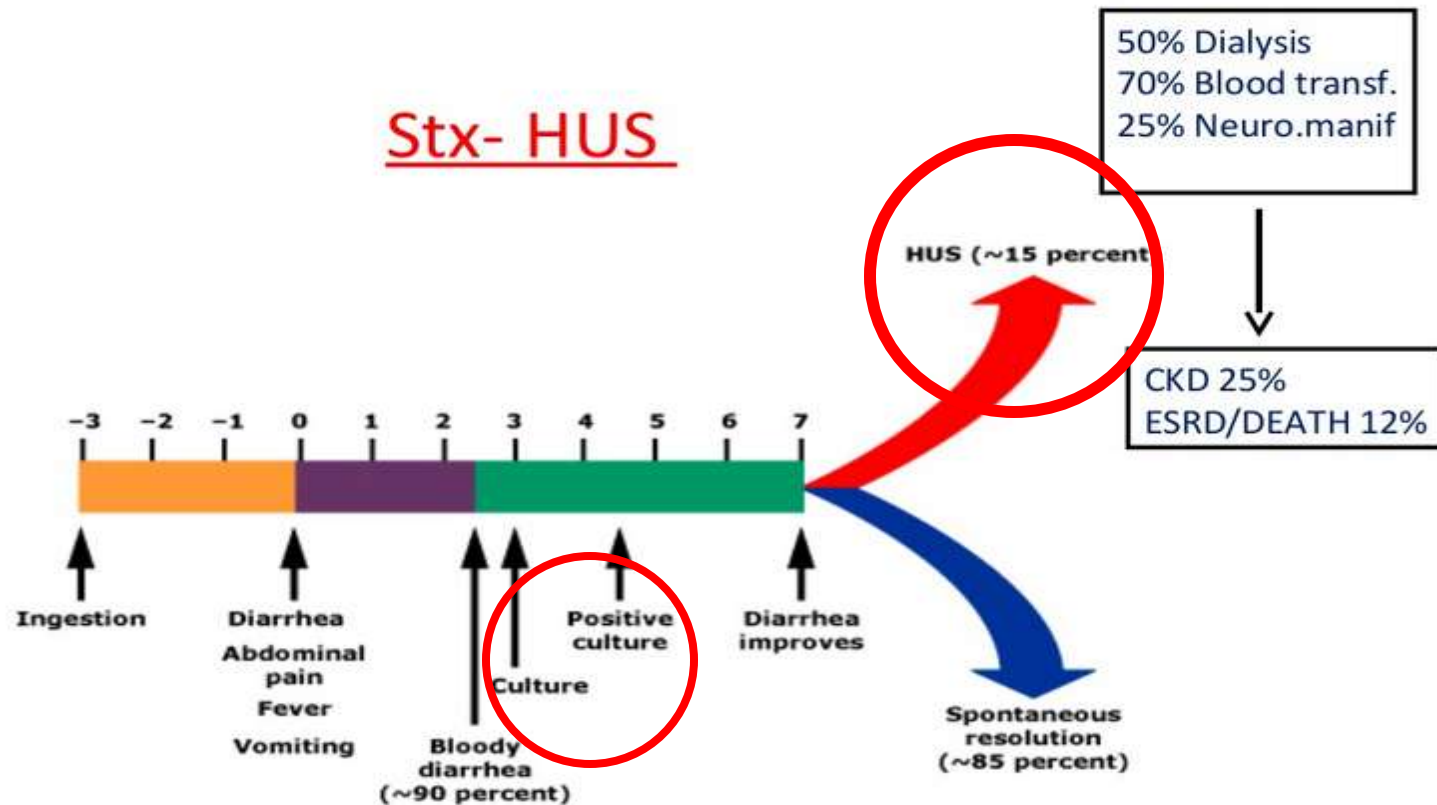 50% Dialysis
70% Blood transf.
25% Neuro.manif
Stx- HUS
HUS (~15 percent
CKD 25%
ESRD/DEATH 12%
−3 −2 −1 0 1 2 3 4 5 6 7
Ingestion
Diarrhea
Abdominal
pain
Fever
Vomiting
Bloody
diarrhea
(~90 percent)
Culture
Positive
culture
Diarrhea
improves
Spontaneous
resolution
(~85 percent)